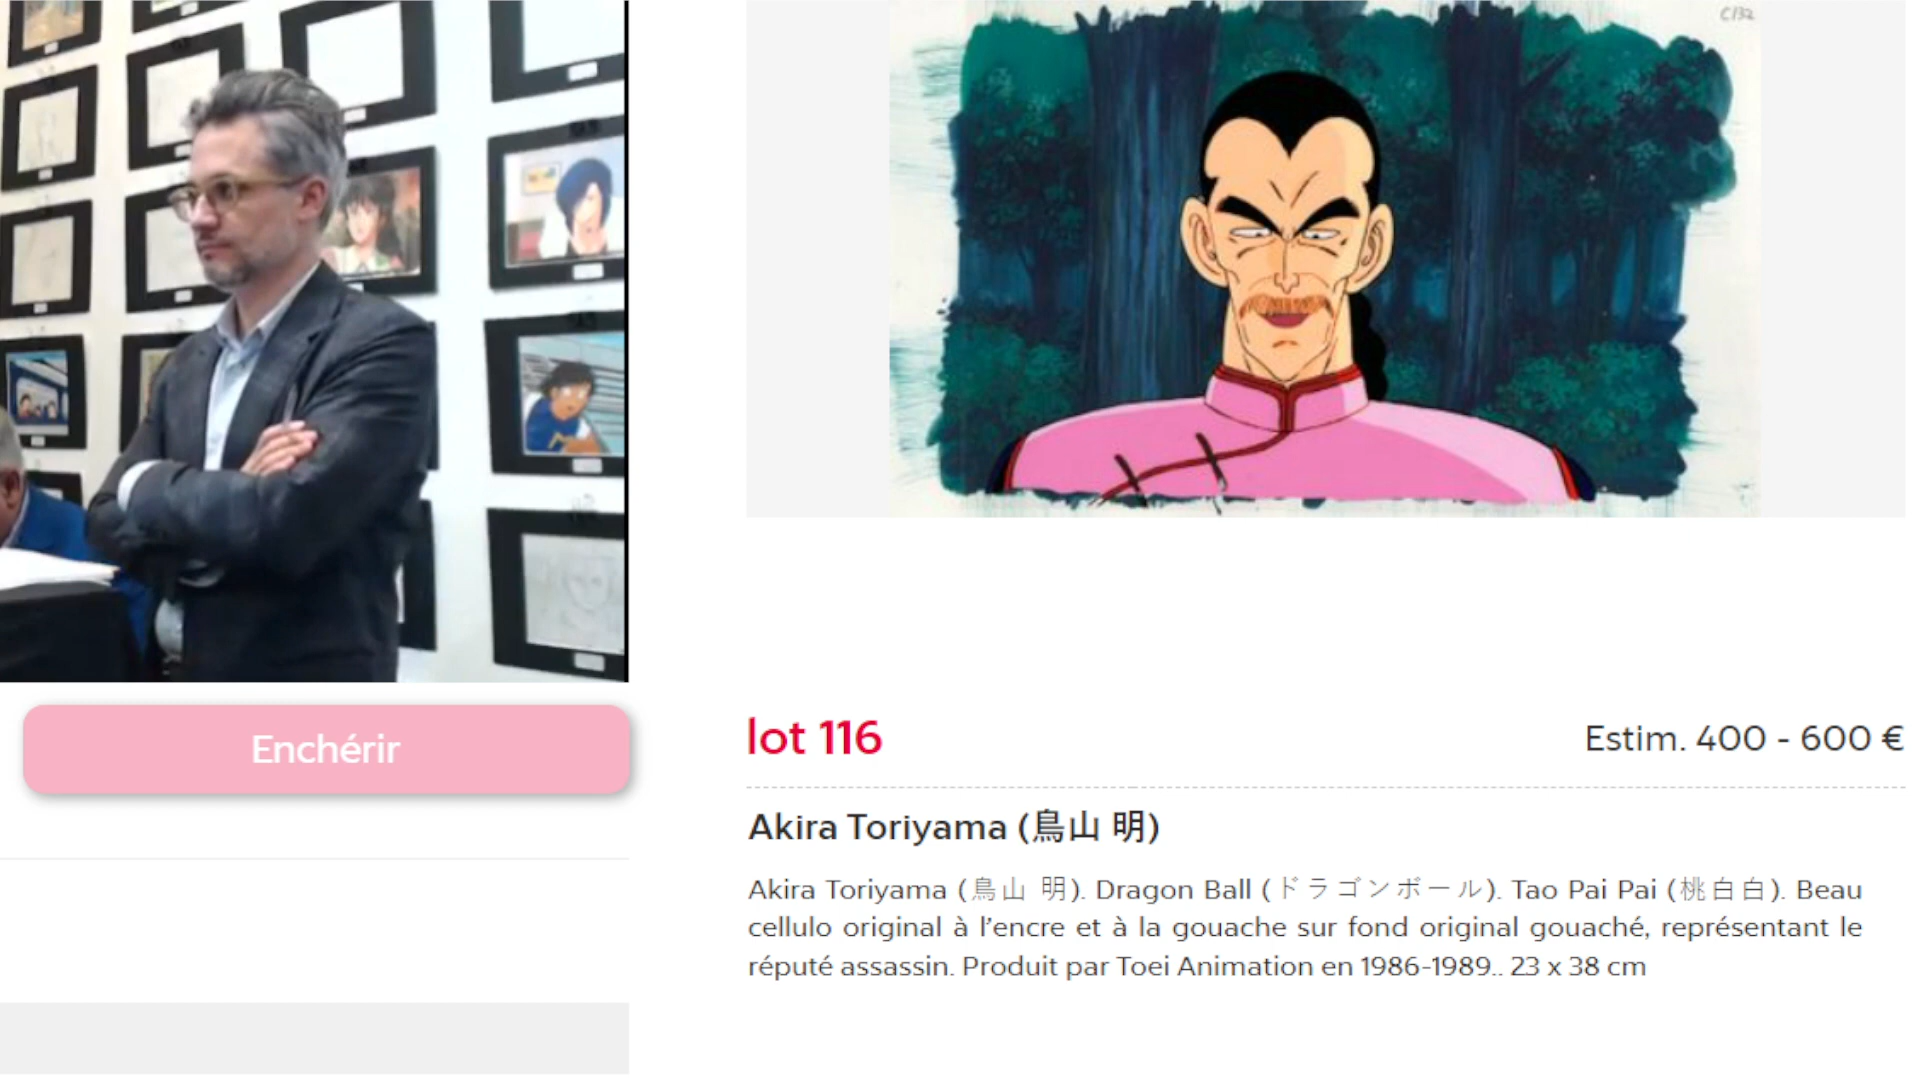 C132
Enchérir
lot 116
Estim. 400 - 600 €
Akira Toriyama (鳥山 明)
Akira Toriyama (鳥山 明). Dragon Ball (ドラゴンボール). Tao Pai Pai (桃白白). Beau
cellulo original à l’encre et à la gouache sur fond original gouaché, représentant le
réputé assassin. Produit par Toei Animation en 1986-1989.. 23 x 38 cm